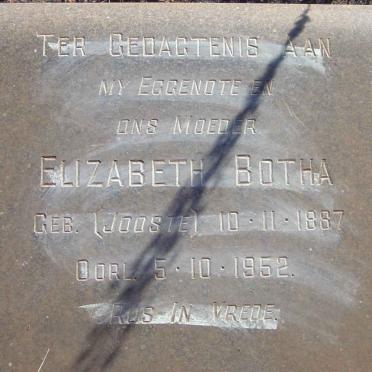 TER GEDAGTENIS AAN
MY EGGENOTE EN
ONS MOEDER
ELIZABETH BOTHA
GEB. (JOOSTE) 10·11·1887
OORL. 5·10·1952.
RUS IN VREDE.